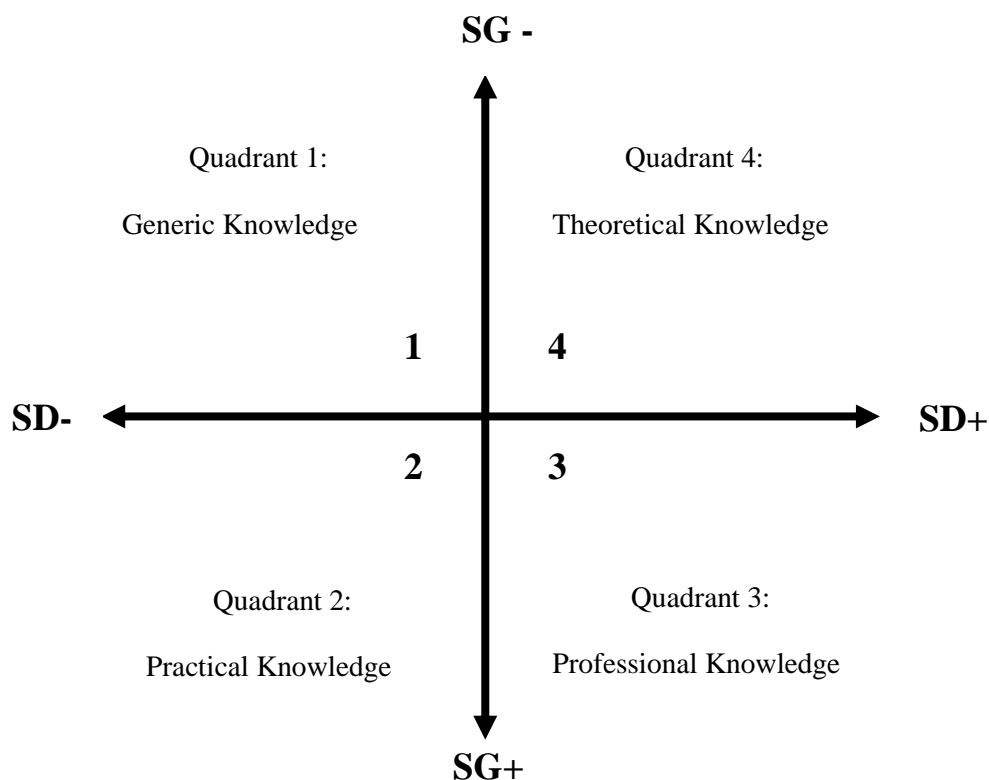 SG -
Quadrant 1:
Generic Knowledge
Quadrant 4:
Theoretical Knowledge
1
4
SD-
SD+
2
3
Quadrant 2:
Practical Knowledge
Quadrant 3:
Professional Knowledge
SG+